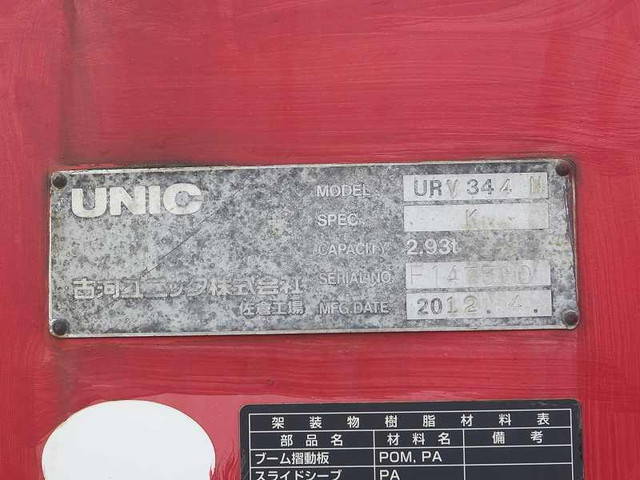 UNIC
古河ユニック株式会社
佐倉工場
MODEL URV344
SPEC. K
CAPACITY 2.93t
SERIAL NO.
MFG.DATE 2012. 4.
架装物樹脂材料表
部品名 材料名 備考
ブーム摺動板 POM, PA
スライドシーブ PA